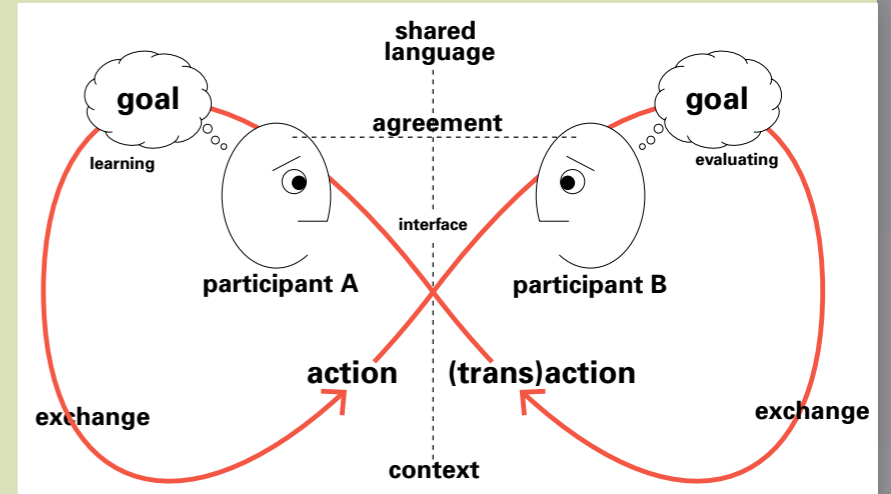 shared
language
goal
goal
agreement
learning
evaluating
interface
participant A
participant B
action
(trans)action
exchange
exchange
context